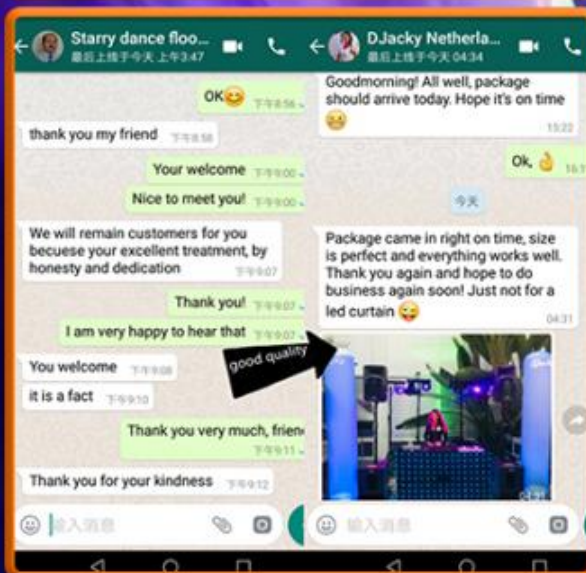 Starry dance floo...
最后上线于今天 上午3:47
OK😊
下午8:56
thank you my friend
下午8:58
Your welcome
下午9:00
Nice to meet you!
下午9:00
We will remain customers for you
becuese your excellent treatment, by
honesty and dedication
下午9:07
Thank you!
下午9:07
I am very happy to hear that
下午9:07
You welcome
下午9:08
it is a fact
下午9:10
Thank you very much, frien
下午9:11
Thank you for your kindness
下午9:12
输入消息
DJacky Netherla...
最后上线于今天 04:34
Goodmorning! All well, package
should arrive today. Hope it's on time
😁
15:22
Ok, 👌
今天
Package came in right on time, size
is perfect and everything works well.
Thank you again and hope to do
business again soon! Just not for a
led curtain 😜
04:31
good quality
04:31
输入消息